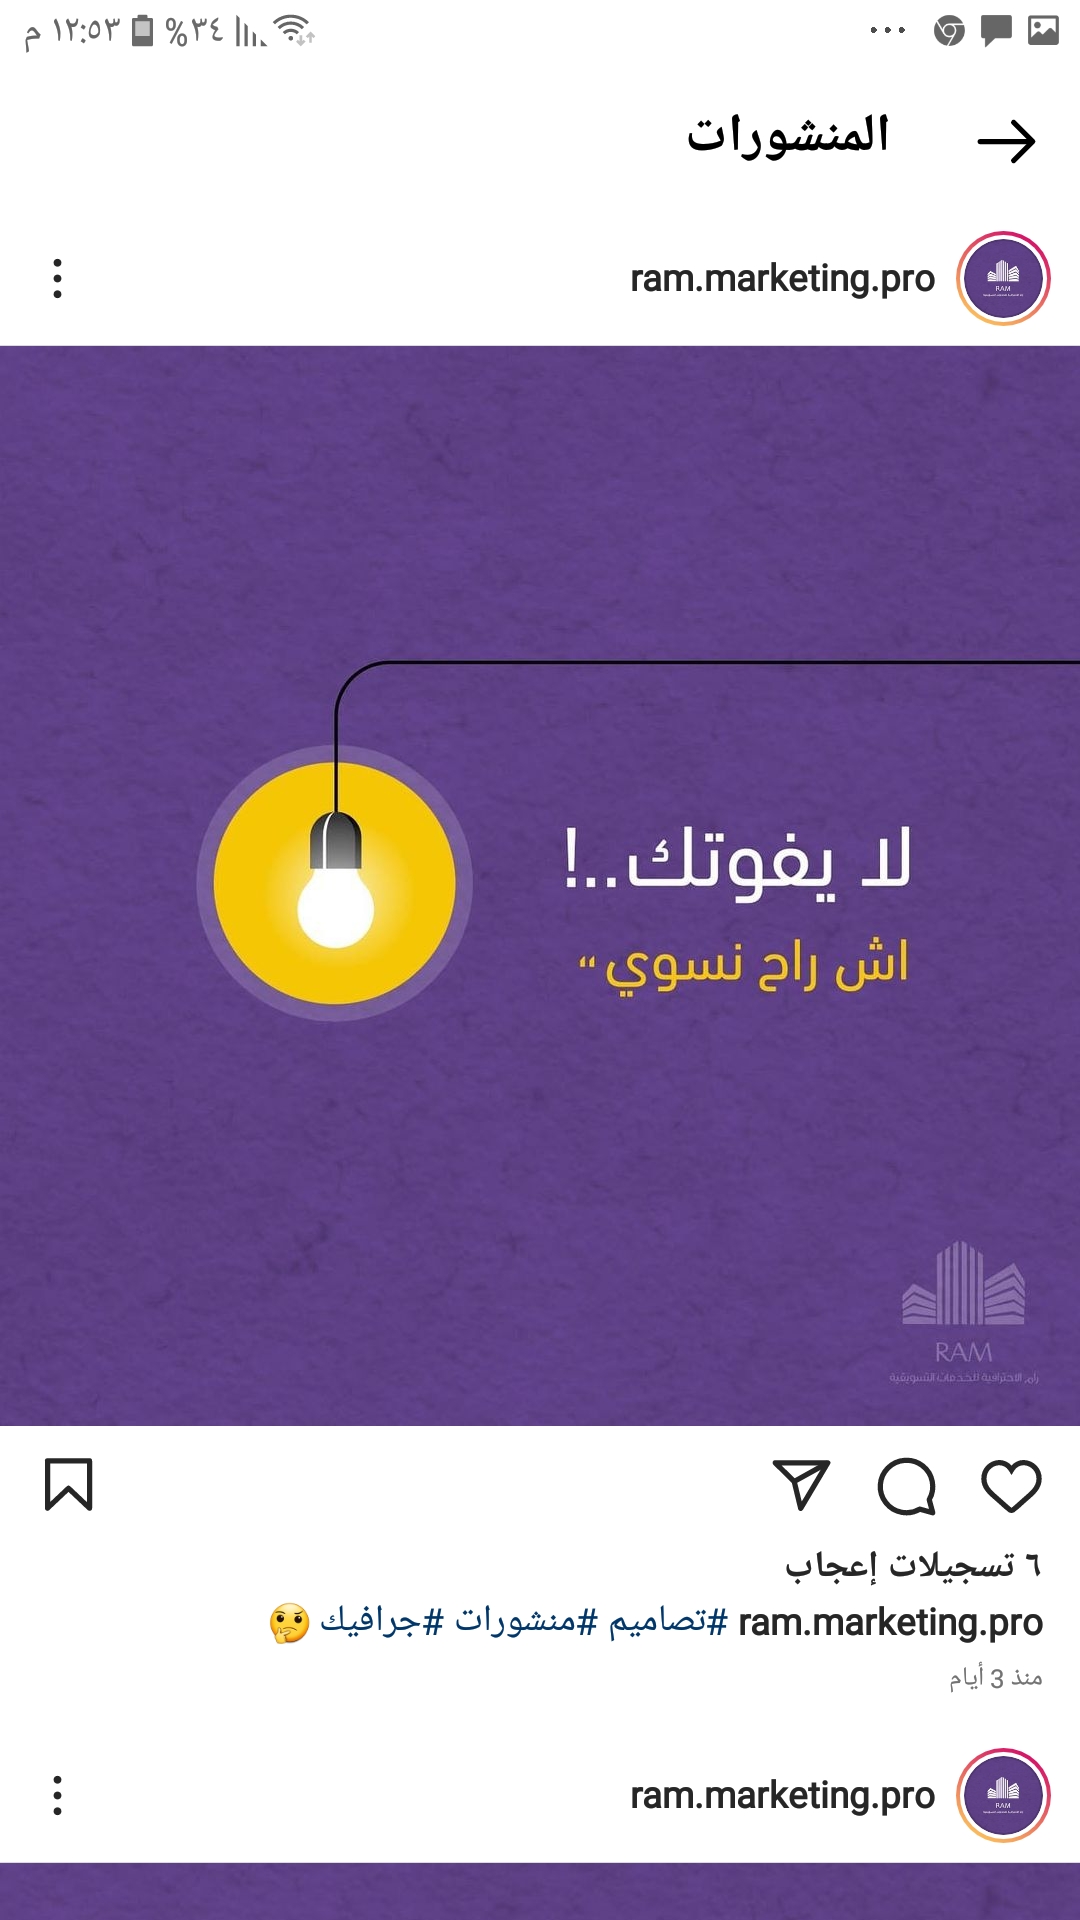 ١٢:٥٣ م
%٣٤
المنشورات
ram.marketing.pro
لا يفوتك..!
اش راح نسوي “
RAM
رام الاحترافية للخدمات التسويقية
٦ تسجيلات إعجاب
ram.marketing.pro #تصاميم #منشورات #جرافيك 🤔
منذ 3 أيام
ram.marketing.pro